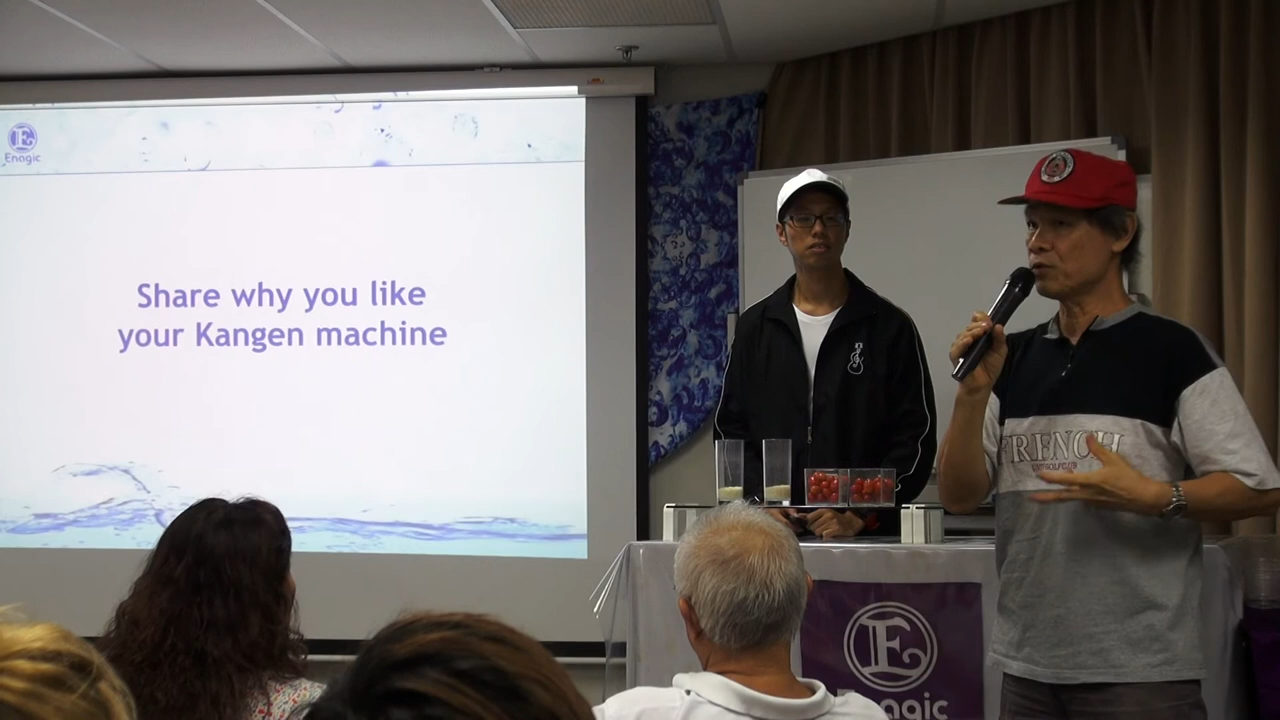 E
Enagic
Share why you like
your Kangen machine
FRENCH
E
Enagic